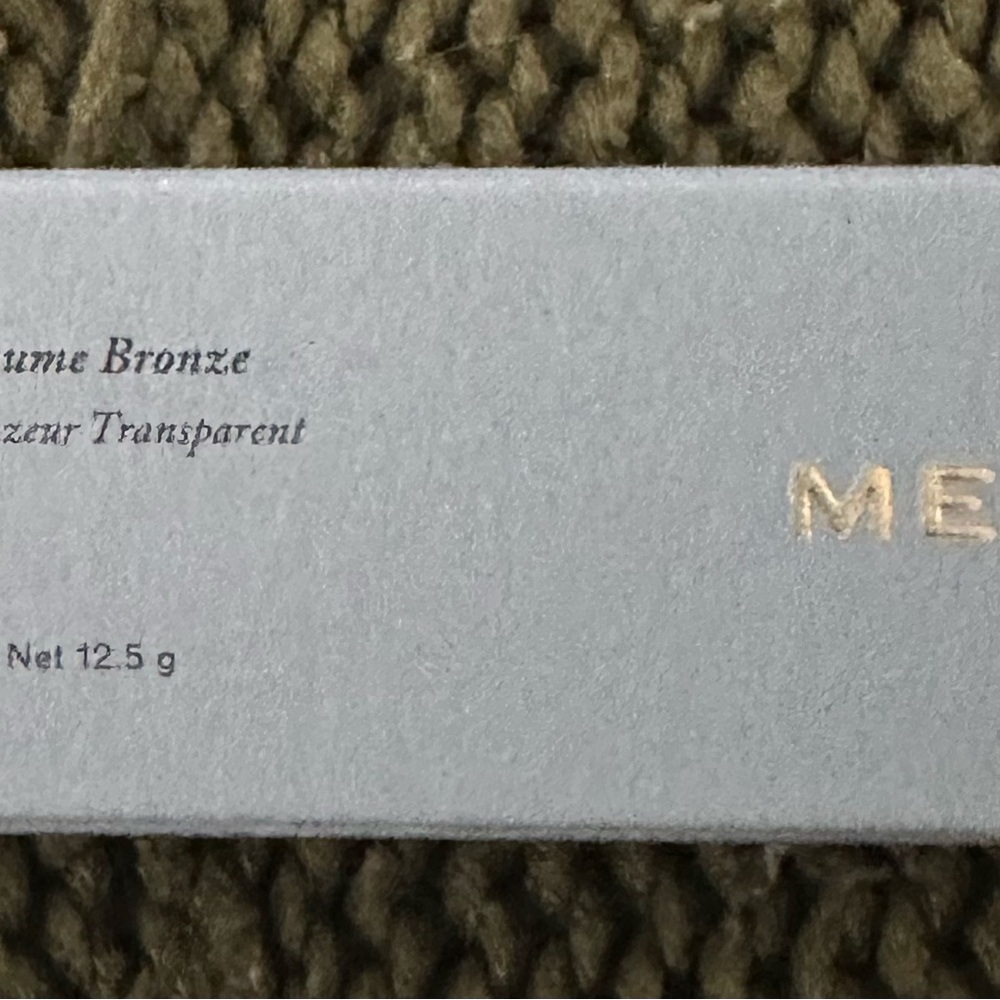 ume Bronze
zeur Transparent
Net 12.5 g
ME